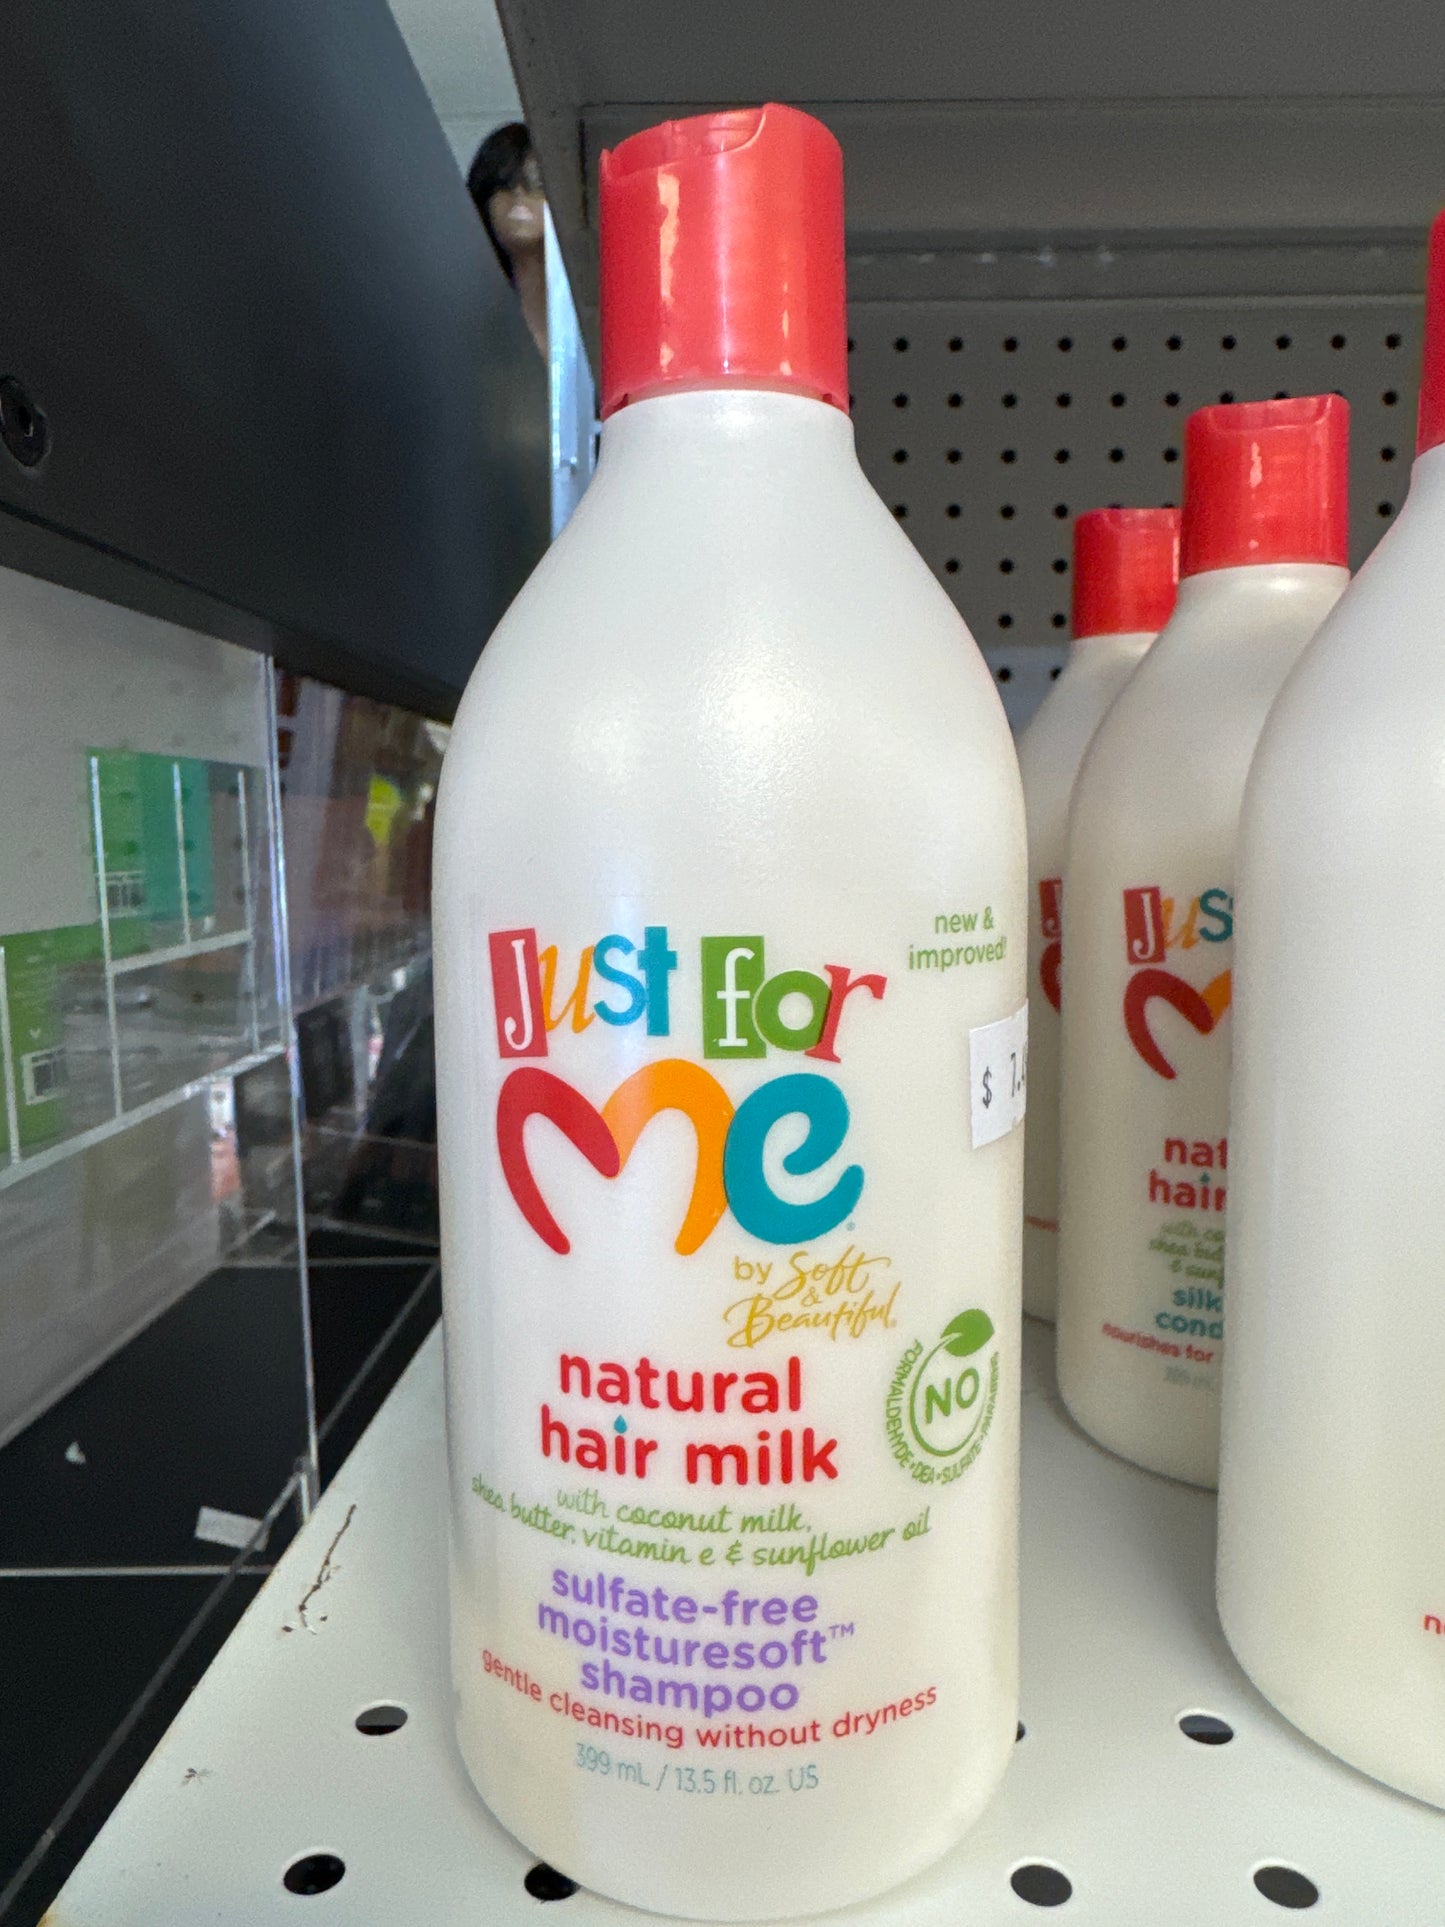 Just for
Me
new &
improved!
by Soft
&
Beautiful
natural
hair milk
NO
FORMALDEHYDE • DEA • SULFATE • PARABEN
with coconut milk,
shea butter, vitamin e & sunflower oil
sulfate-free
moisturesoft™
shampoo
gentle cleansing without dryness
399 mL / 13.5 fl. oz. US
$